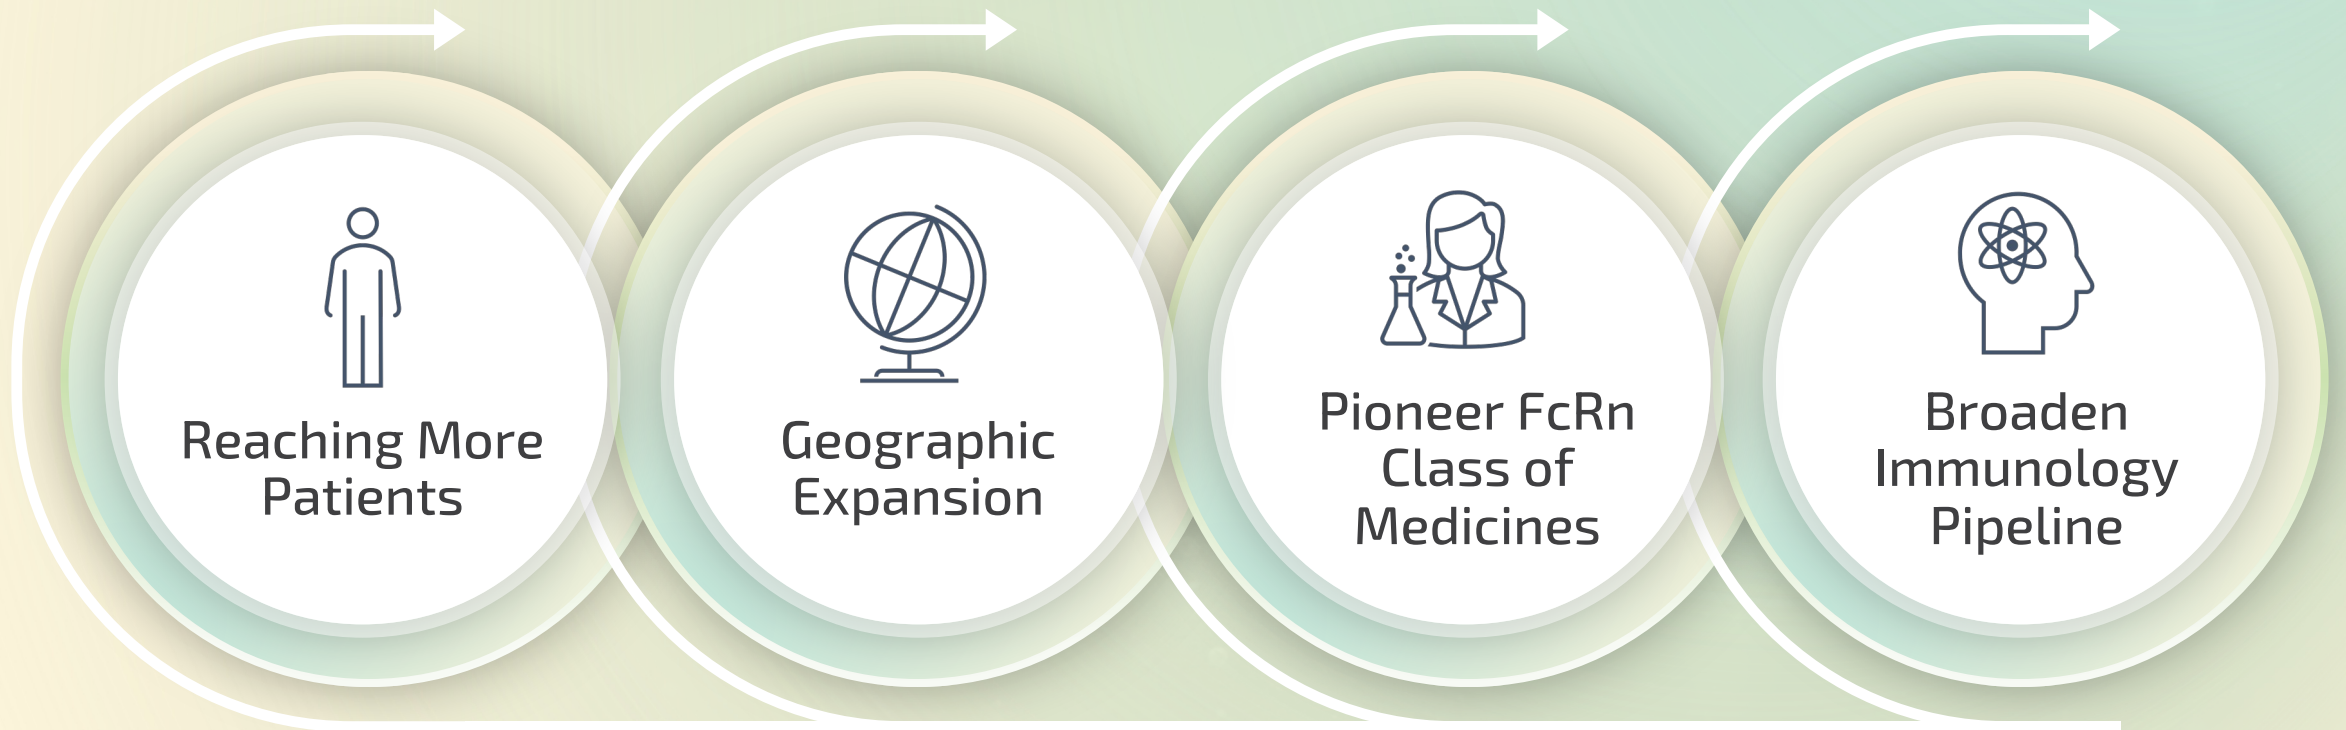 Reaching More
Patients
Geographic
Expansion
Pioneer FcRn
Class of
Medicines
Broaden
Immunology
Pipeline